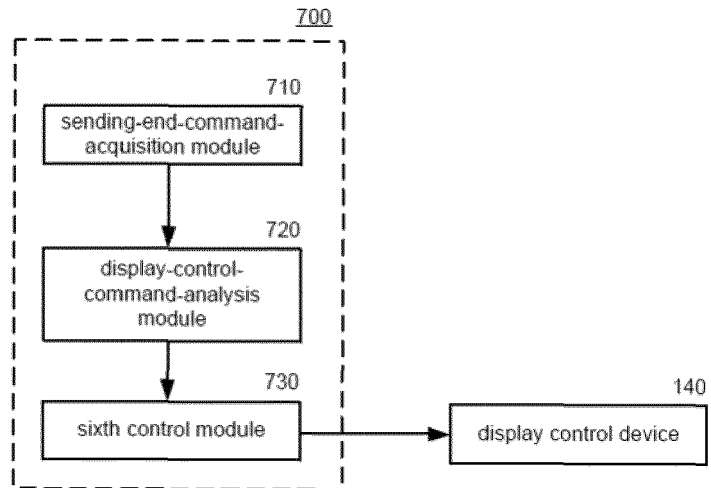 700
710
sending-end-command-
acquisition module
720
display-control-
command-analysis
module
730
sixth control module
140
display control device